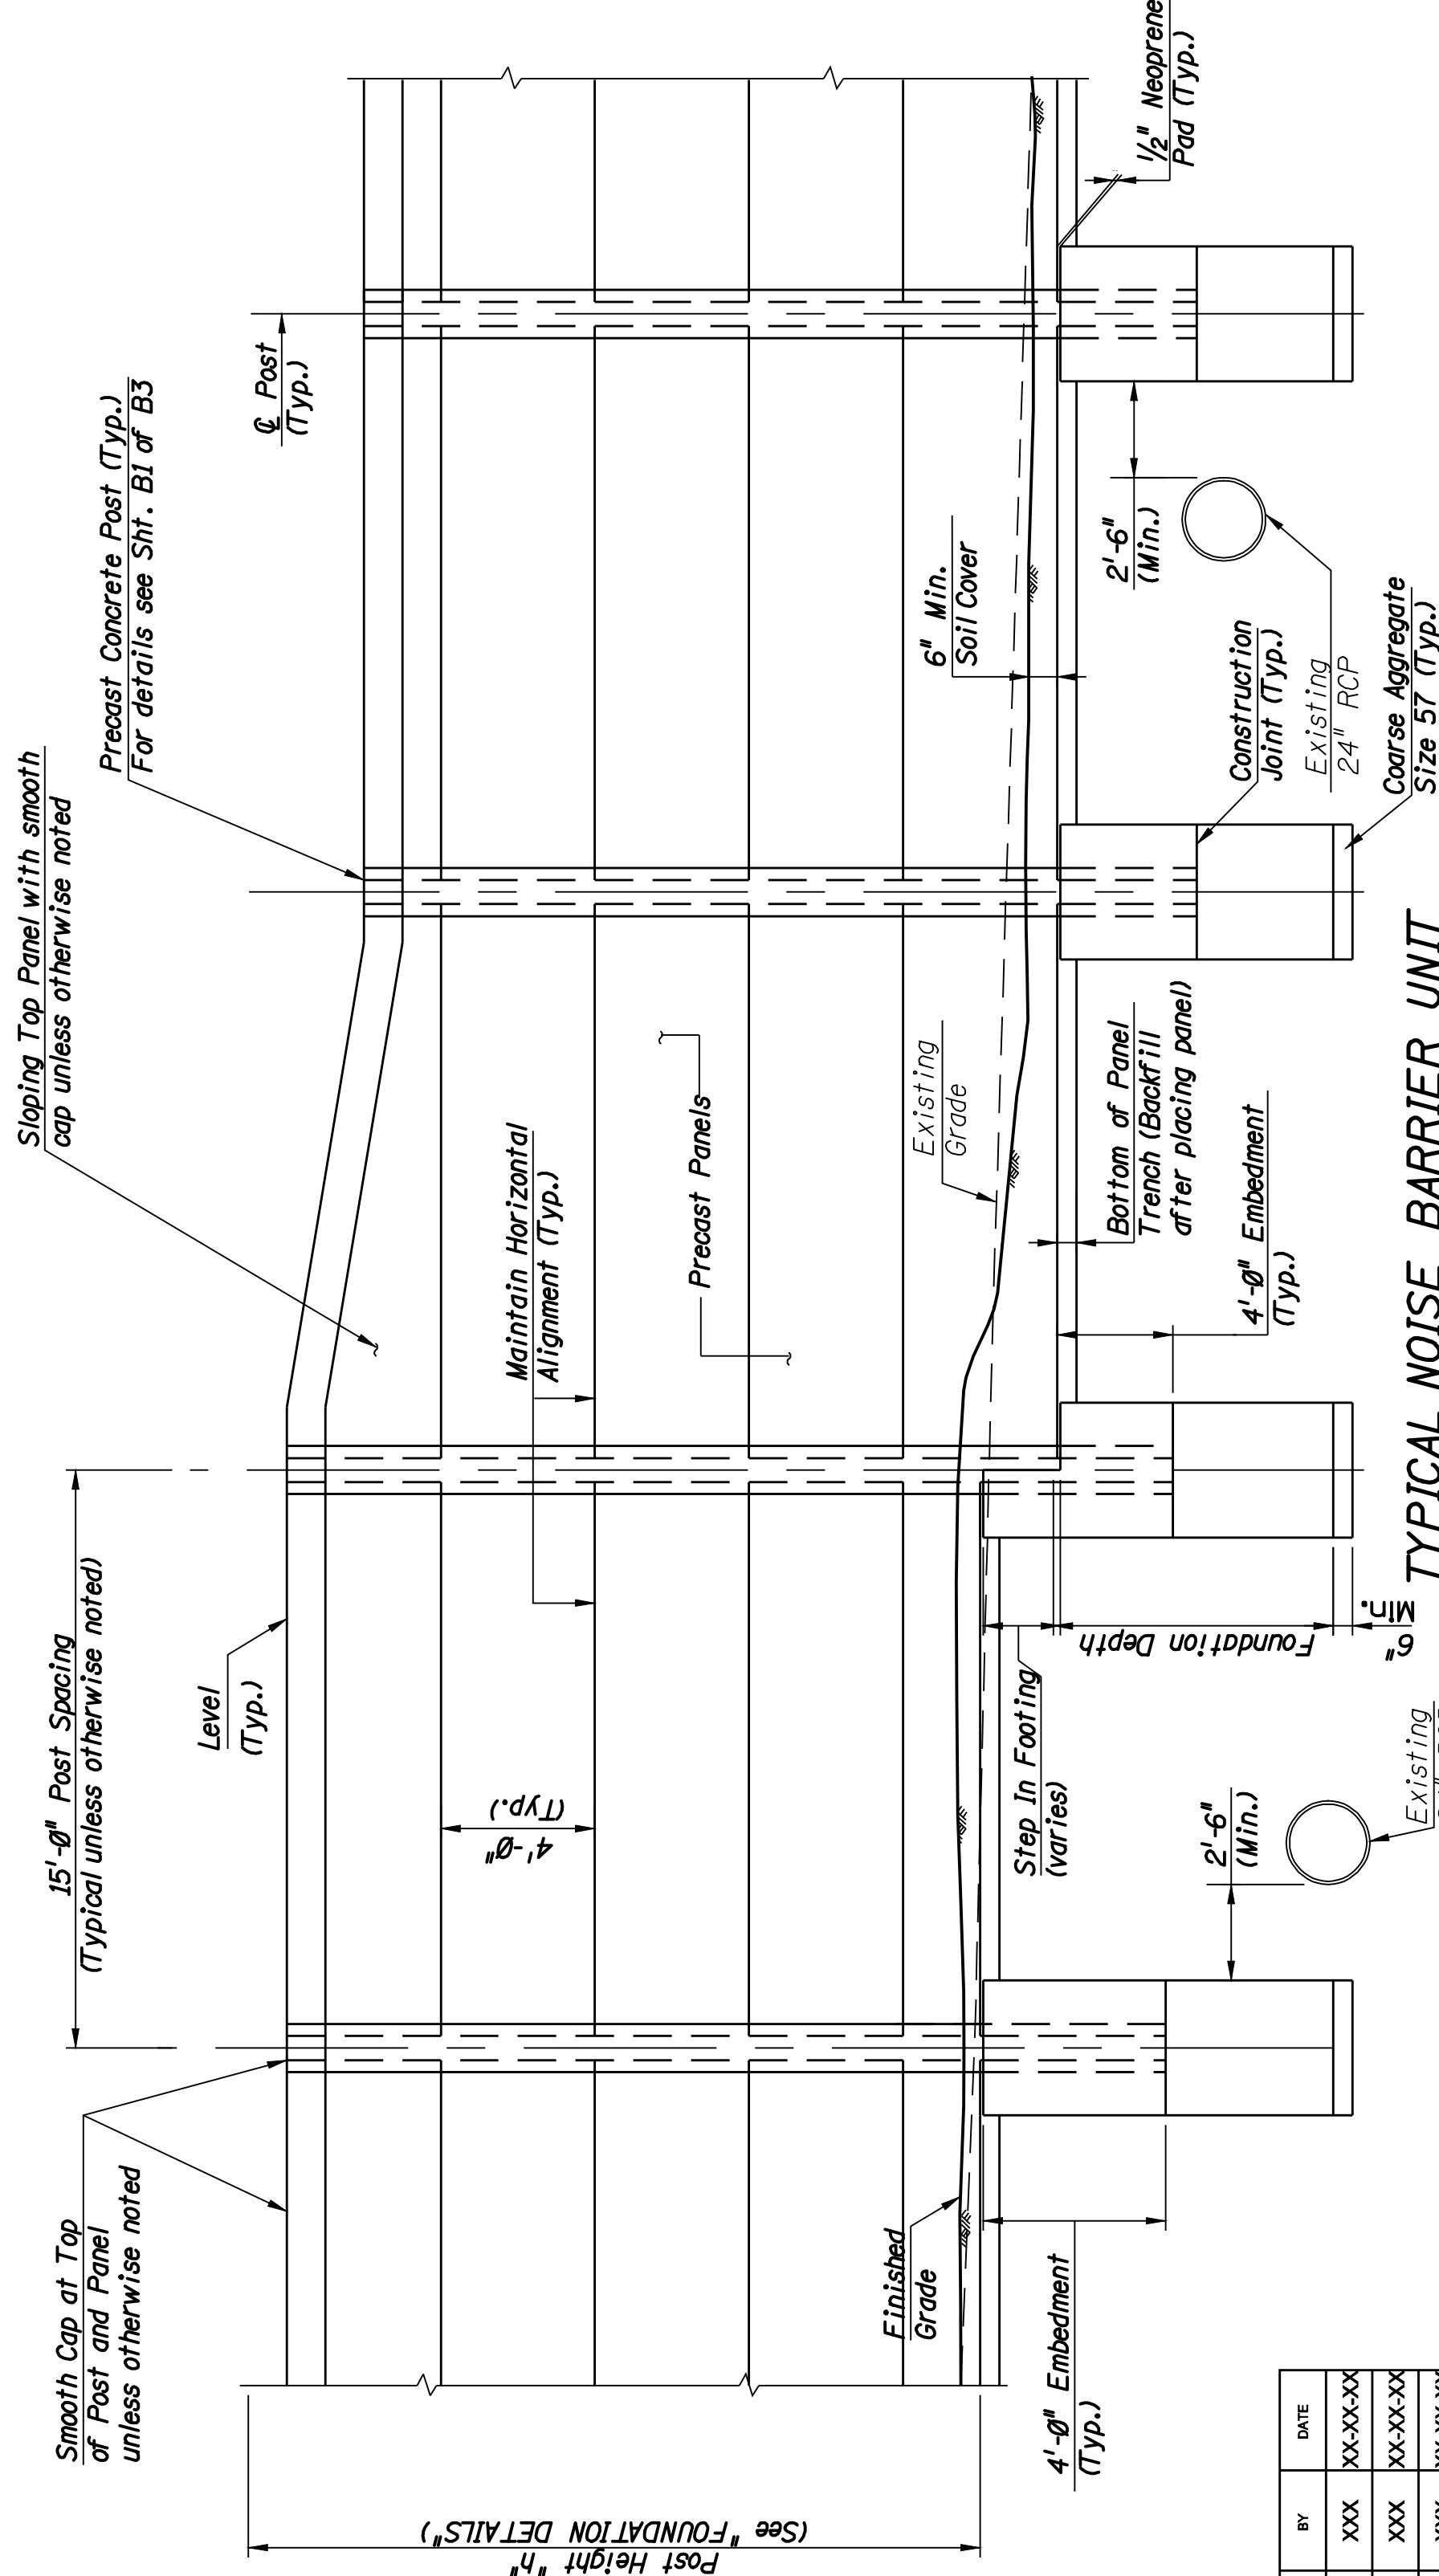 Sloping Top Panel with smooth
cap unless otherwise noted
Precast Concrete Post (Typ.)
For details see Sht. B1 of B3
15'-0" Post Spacing
(Typical unless otherwise noted)
Smooth Cap at Top
of Post and Panel
unless otherwise noted
Level
(Typ.)
℄ Post
(Typ.)
Post Height "h"
(See "FOUNDATION DETAILS")
4'-0"
(Typ.)
Maintain Horizontal
Alignment (Typ.)
Precast Panels
Existing
Grade
6" Min.
Soil Cover
1/2" Neoprene
Pad (Typ.)
Finished
Grade
4'-0" Embedment
(Typ.)
Step In Footing
(varies)
Foundation Depth
6"
Min.
2'-6"
(Min.)
Existing
Bottom of Panel
Trench (Backfill
after placing panel)
4'-0" Embedment
(Typ.)
2'-6"
(Min.)
Construction
Joint (Typ.)
Existing
24" RCP
Coarse Aggregate
Size 57 (Typ.)
TYPICAL NOISE BARRIER UNIT
BY DATE
XXX XX-XX-XX
XXX XX-XX-XX